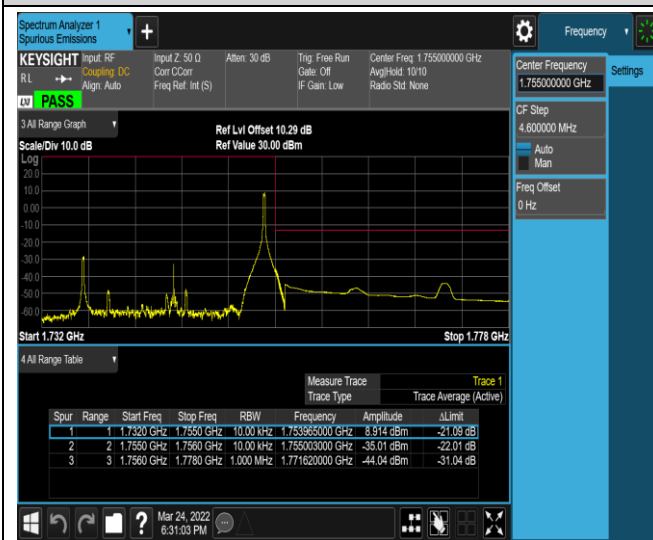 Spectrum Analyzer 1
Spurious Emissions
Frequency
KEYSIGHT
RL
Input: RF
Coupling: DC
Align: Auto
Input Z: 50 Ω
Corr CCorr
Freq Ref: Int (S)
Atten: 30 dB
Trig: Free Run
Gate: Off
IF Gain: Low
Center Freq: 1.755000000 GHz
Avg|Hold: 10/10
Radio Std: None
PASS
Center Frequency
1.755000000 GHz
Settings
CF Step
4.600000 MHz
Auto
Man
Freq Offset
0 Hz
3 All Range Graph
Scale/Div 10.0 dB
Ref Lvl Offset 10.29 dB
Ref Value 30.00 dBm
Log
20.0
10.0
0.00
-10.0
-20.0
-30.0
-40.0
-50.0
-60.0
Start 1.732 GHz
Stop 1.778 GHz
4 All Range Table
Measure Trace Trace 1
Trace Type Trace Average (Active)
Spur Range Start Freq Stop Freq RBW Frequency Amplitude ΔLimit
1 1 1.7320 GHz 1.7550 GHz 10.00 kHz 1.753965000 GHz 8.914 dBm -21.09 dB
2 2 1.7550 GHz 1.7560 GHz 10.00 kHz 1.755003000 GHz -35.01 dBm -22.01 dB
3 3 1.7560 GHz 1.7780 GHz 1.000 MHz 1.771620000 GHz -44.04 dBm -31.04 dB
Mar 24, 2022
6:31:03 PM